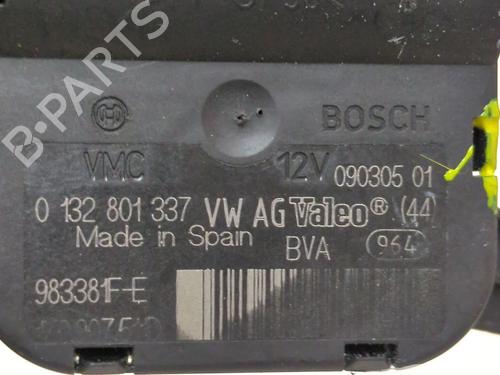 BOSCH
VMC 12V 090305 01
0 132 801 337 VW AG Valeo® (44)
Made in Spain BVA 964
983381F-E
B-PARTS